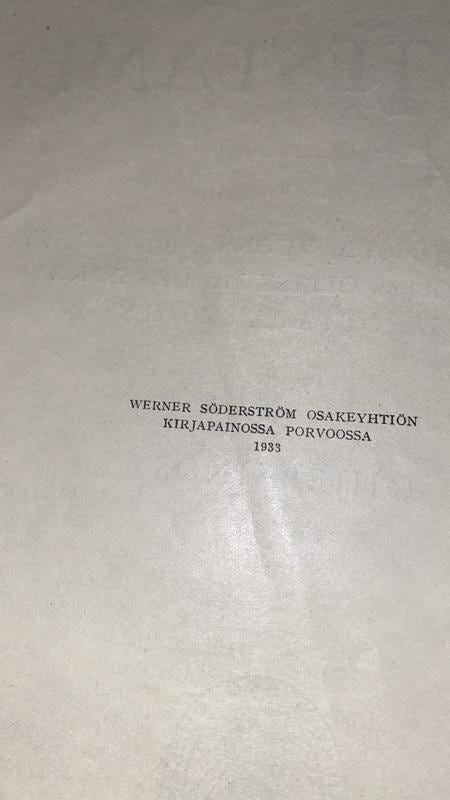 WERNER SÖDERSTRÖM OSAKEYHTIÖN
KIRJAPAINOSSA PORVOOSSA
1933